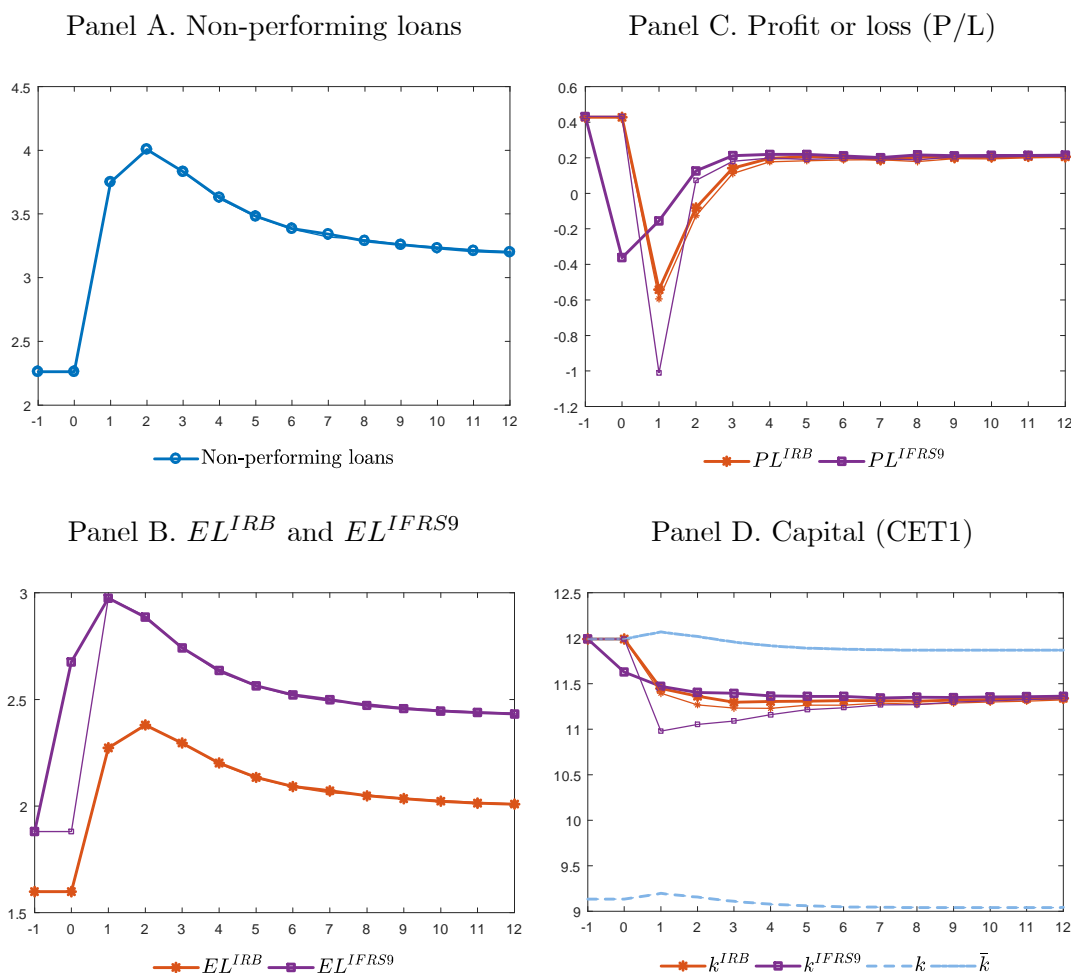 Panel A. Non-performing loans
4.5
4
3.5
3
2.5
2
-1 0 1 2 3 4 5 6 7 8 9 10 11 12
Non-performing loans
Panel C. Profit or loss (P/L)
0.6
0.4
0.2
0
-0.2
-0.4
-0.6
-0.8
-1
-1.2
-1 0 1 2 3 4 5 6 7 8 9 10 11 12
PL^IRB PL^IFRS9
Panel B. EL^IRB and EL^IFRS9
3
2.5
2
1.5
-1 0 1 2 3 4 5 6 7 8 9 10 11 12
EL^IRB EL^IFRS9
Panel D. Capital (CET1)
12.5
12
11.5
11
10.5
10
9.5
9
-1 0 1 2 3 4 5 6 7 8 9 10 11 12
k^IRB k^IFRS9 k k̄